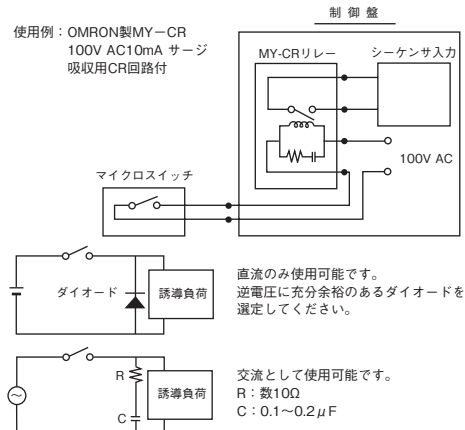 制 御 盤
使用例：OMRON製MY－CR
100V AC10mA サージ
吸収用CR回路付
MY-CRリレー
シーケンサ入力
100V AC
マイクロスイッチ
ダイオード
誘導負荷
直流のみ使用可能です。
逆電圧に充分余裕のあるダイオードを
選定してください。
R
C
誘導負荷
交流として使用可能です。
R：数10Ω
C：0.1～0.2μF